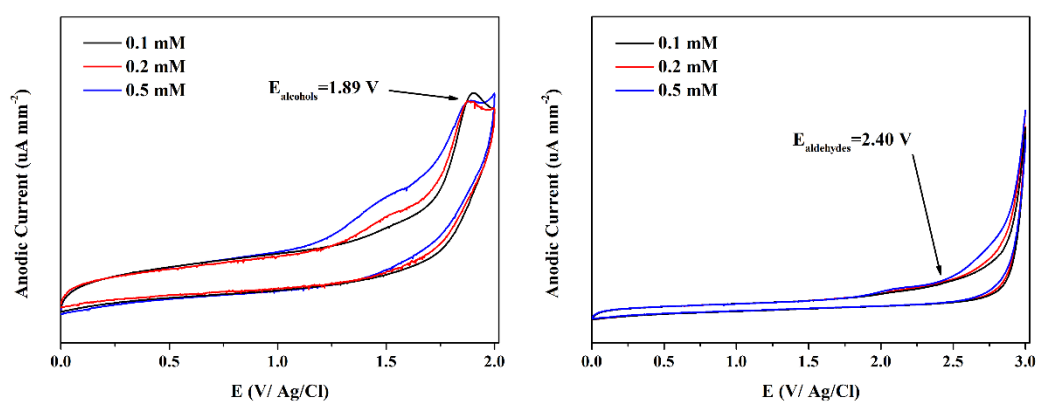 0.1 mM
0.2 mM
0.5 mM
E_alcohols=1.89 V
Anodic Current (uA mm⁻²)
0.0 0.5 1.0 1.5 2.0
E (V/ Ag/Cl)
0.1 mM
0.2 mM
0.5 mM
E_aldehydes=2.40 V
Anodic Current (uA mm⁻²)
0.0 0.5 1.0 1.5 2.0 2.5 3.0
E (V/ Ag/Cl)